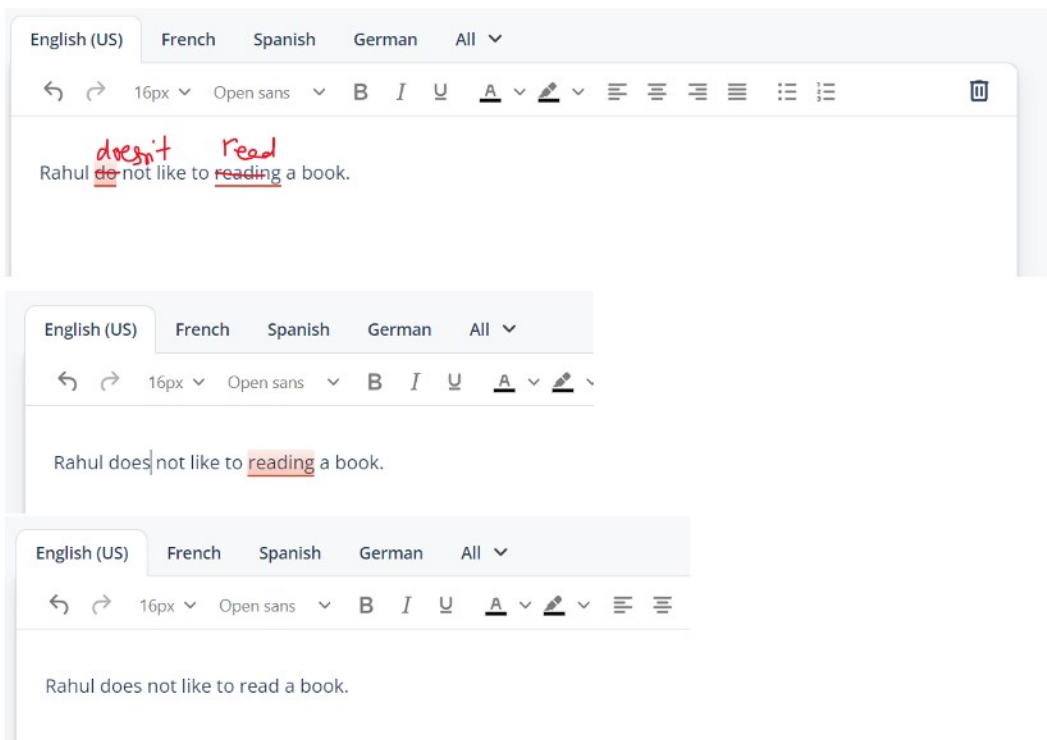 English (US) French Spanish German All
16px Open sans B I U A
doesn't read
Rahul do not like to reading a book.
English (US) French Spanish German All
16px Open sans B I U A
Rahul does not like to reading a book.
English (US) French Spanish German All
16px Open sans B I U A
Rahul does not like to read a book.